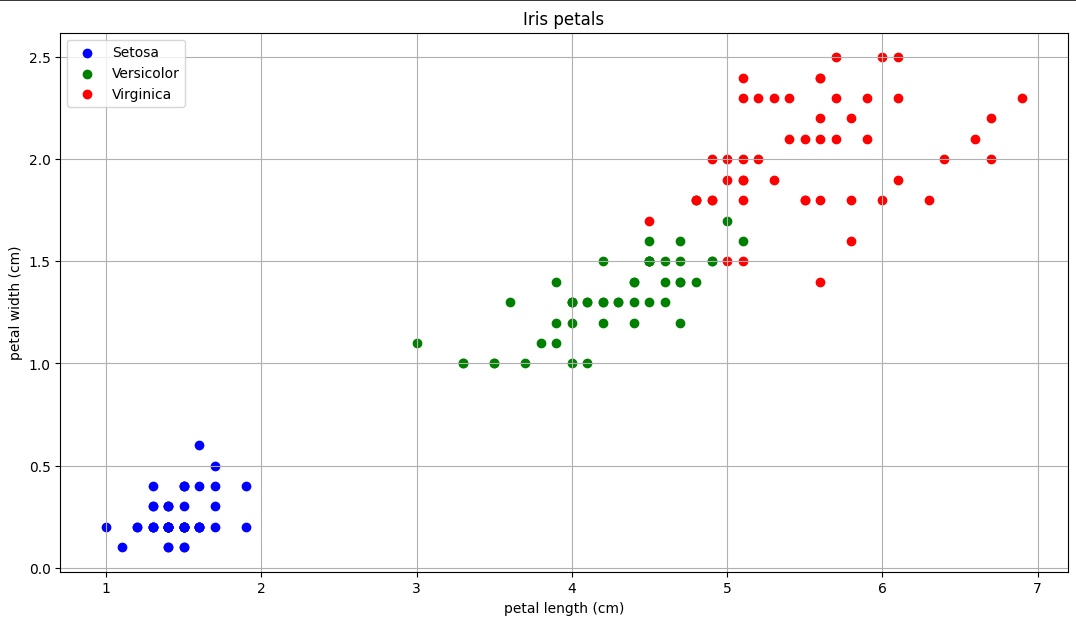 Iris petals
Setosa
Versicolor
Virginica
2.5
2.0
1.5
1.0
0.5
0.0
petal width (cm)
1 2 3 4 5 6 7
petal length (cm)